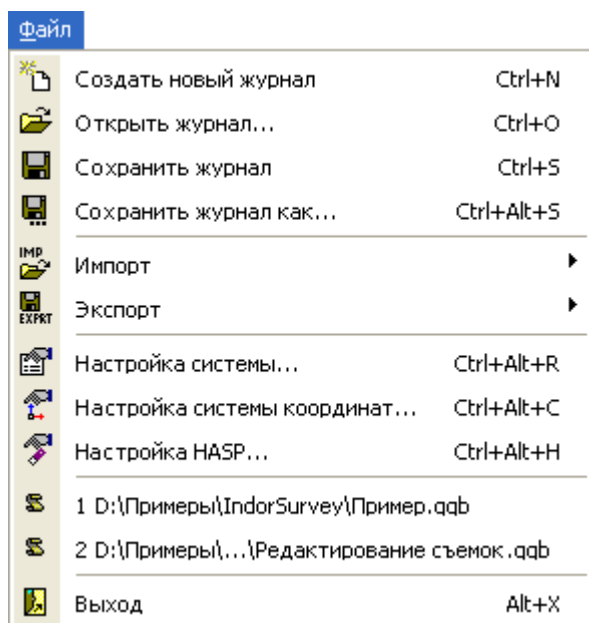 Файл
Создать новый журнал Ctrl+N
Открыть журнал... Ctrl+O
Сохранить журнал Ctrl+S
Сохранить журнал как... Ctrl+Alt+S
IMP
Импорт
EXPRT
Экспорт
Настройка системы... Ctrl+Alt+R
Настройка системы координат... Ctrl+Alt+C
Настройка HASP... Ctrl+Alt+H
1 D:\Примеры\IndorSurvey\Пример.qqb
2 D:\Примеры\...\Редактирование съемок.qqb
Выход Alt+X